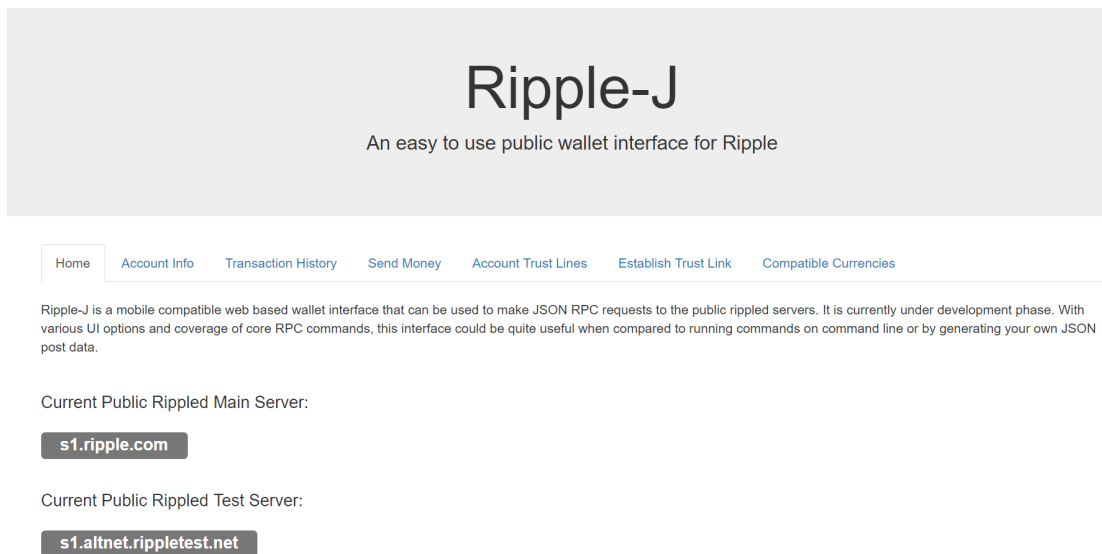 Ripple-J
An easy to use public wallet interface for Ripple
Home Account Info Transaction History Send Money Account Trust Lines Establish Trust Link Compatible Currencies
Ripple-J is a mobile compatible web based wallet interface that can be used to make JSON RPC requests to the public rippled servers. It is currently under development phase. With
various UI options and coverage of core RPC commands, this interface could be quite useful when compared to running commands on command line or by generating your own JSON
post data.
Current Public Rippled Main Server:
s1.ripple.com
Current Public Rippled Test Server:
s1.altnet.rippletest.net